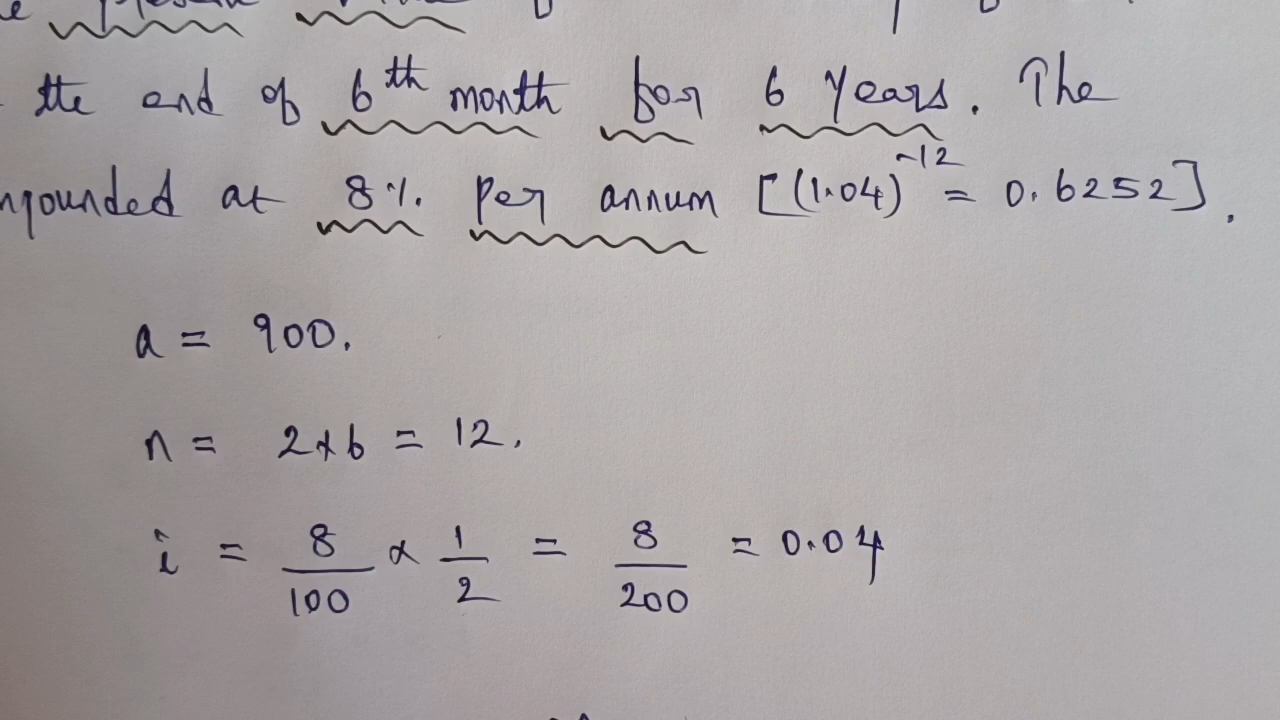 the end of 6th month for 6 years. The
at 8%. Per annum [(1.04)^-12 = 0.6252].
a = 900.
n = 2×6 = 12.
i = 8/100 × 1/2 = 8/200 = 0.04